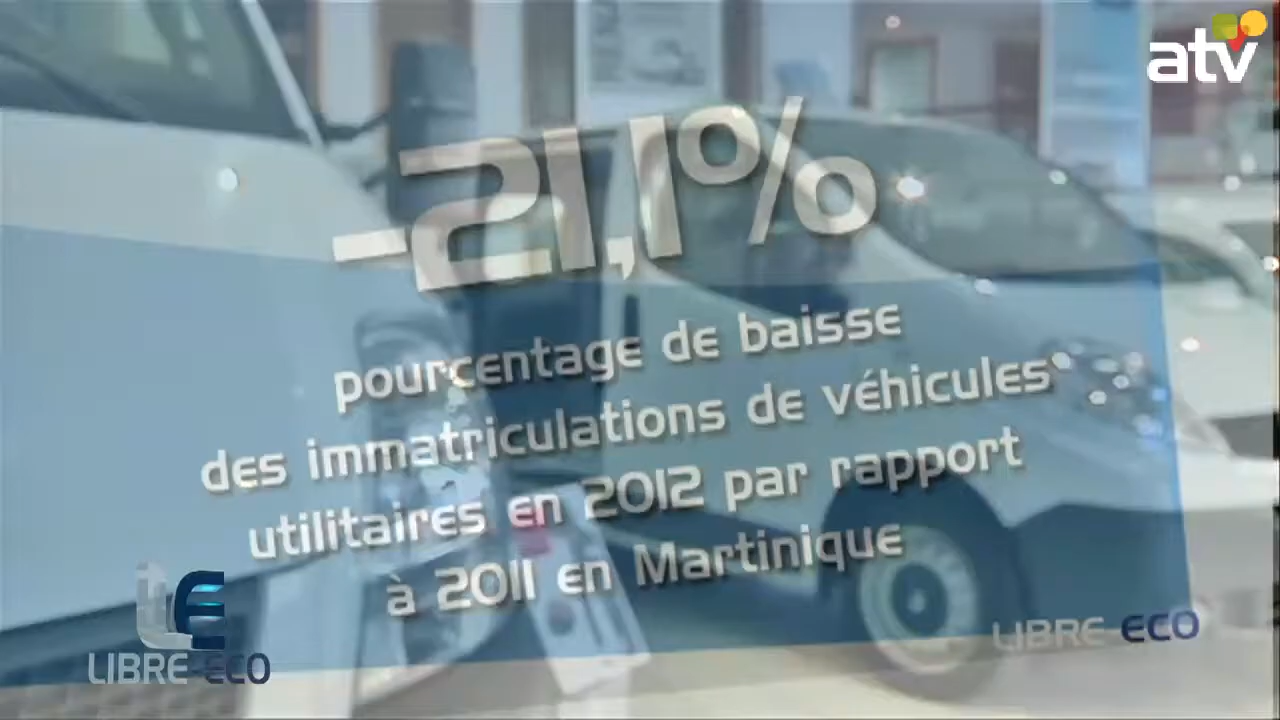 atv
-21,1%
pourcentage de baisse
des immatriculations de véhicules
utilitaires en 2012 par rapport
à 2011 en Martinique
LIBRE ECO
LE
LIBRE-ECO